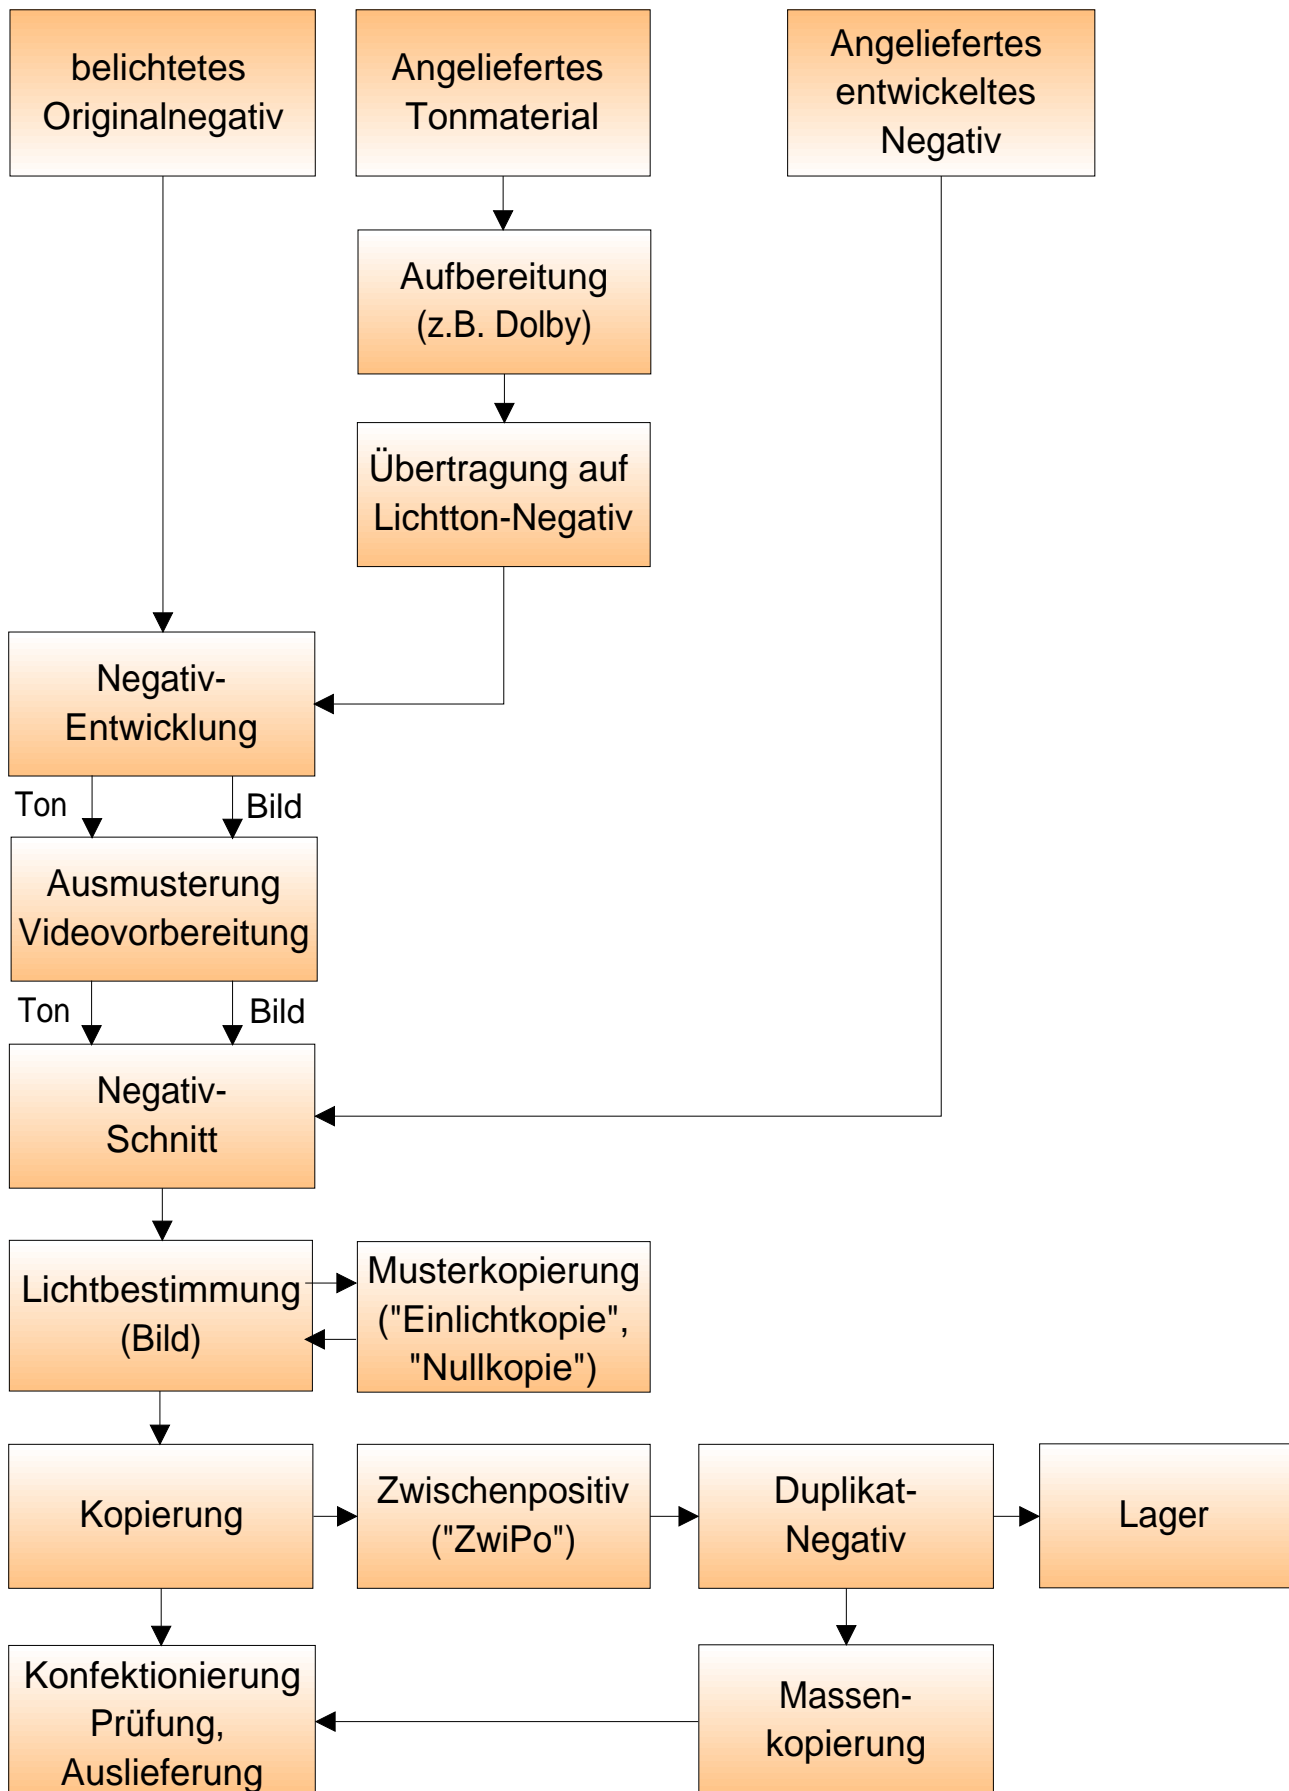 belichtetes
Originalnegativ
Angeliefertes
Tonmaterial
Angeliefertes
entwickeltes
Negativ
Aufbereitung
(z.B. Dolby)
Übertragung auf
Lichtton-Negativ
Negativ-
Entwicklung
Ton
Bild
Ausmusterung
Videovorbereitung
Ton
Bild
Negativ-
Schnitt
Lichtbestimmung
(Bild)
Musterkopierung
("Einlichtkopie",
"Nullkopie")
Kopierung
Zwischenpositiv
("ZwiPo")
Duplikat-
Negativ
Lager
Konfektionierung
Prüfung,
Auslieferung
Massen-
kopierung